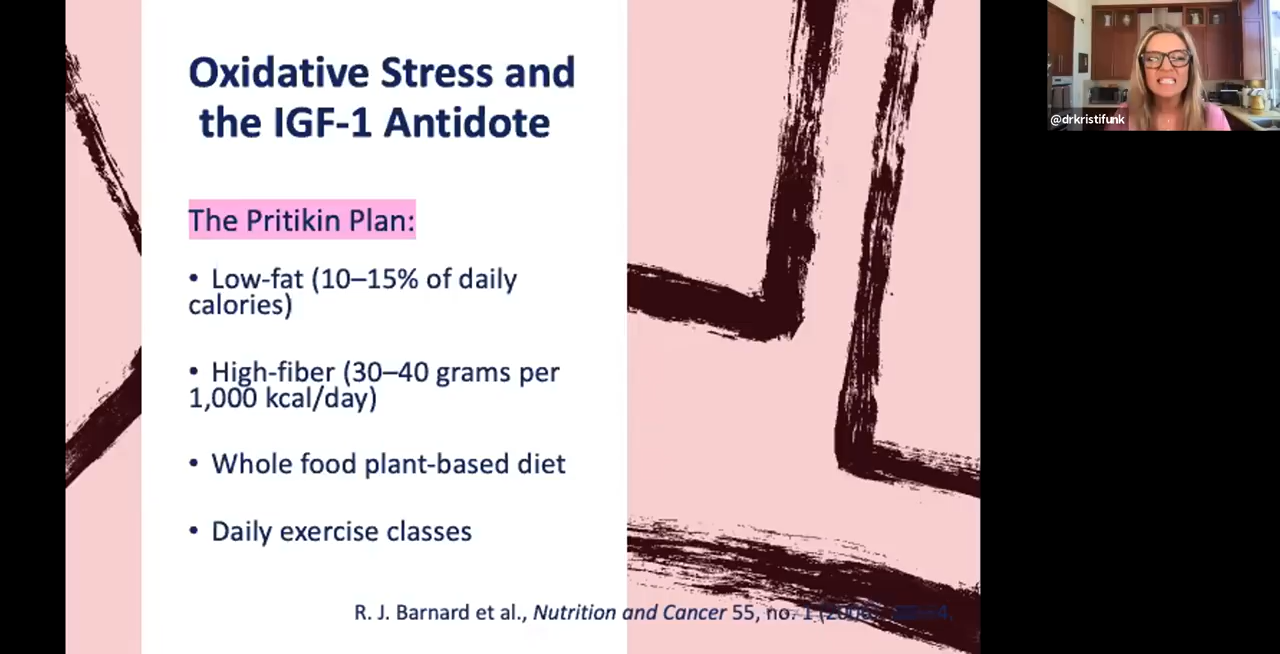 Oxidative Stress and
the IGF-1 Antidote
The Pritikin Plan:
• Low-fat (10–15% of daily
calories)
• High-fiber (30–40 grams per
1,000 kcal/day)
• Whole food plant-based diet
• Daily exercise classes
R. J. Barnard et al., Nutrition and Cancer 55, no. 1
@drkristifunk